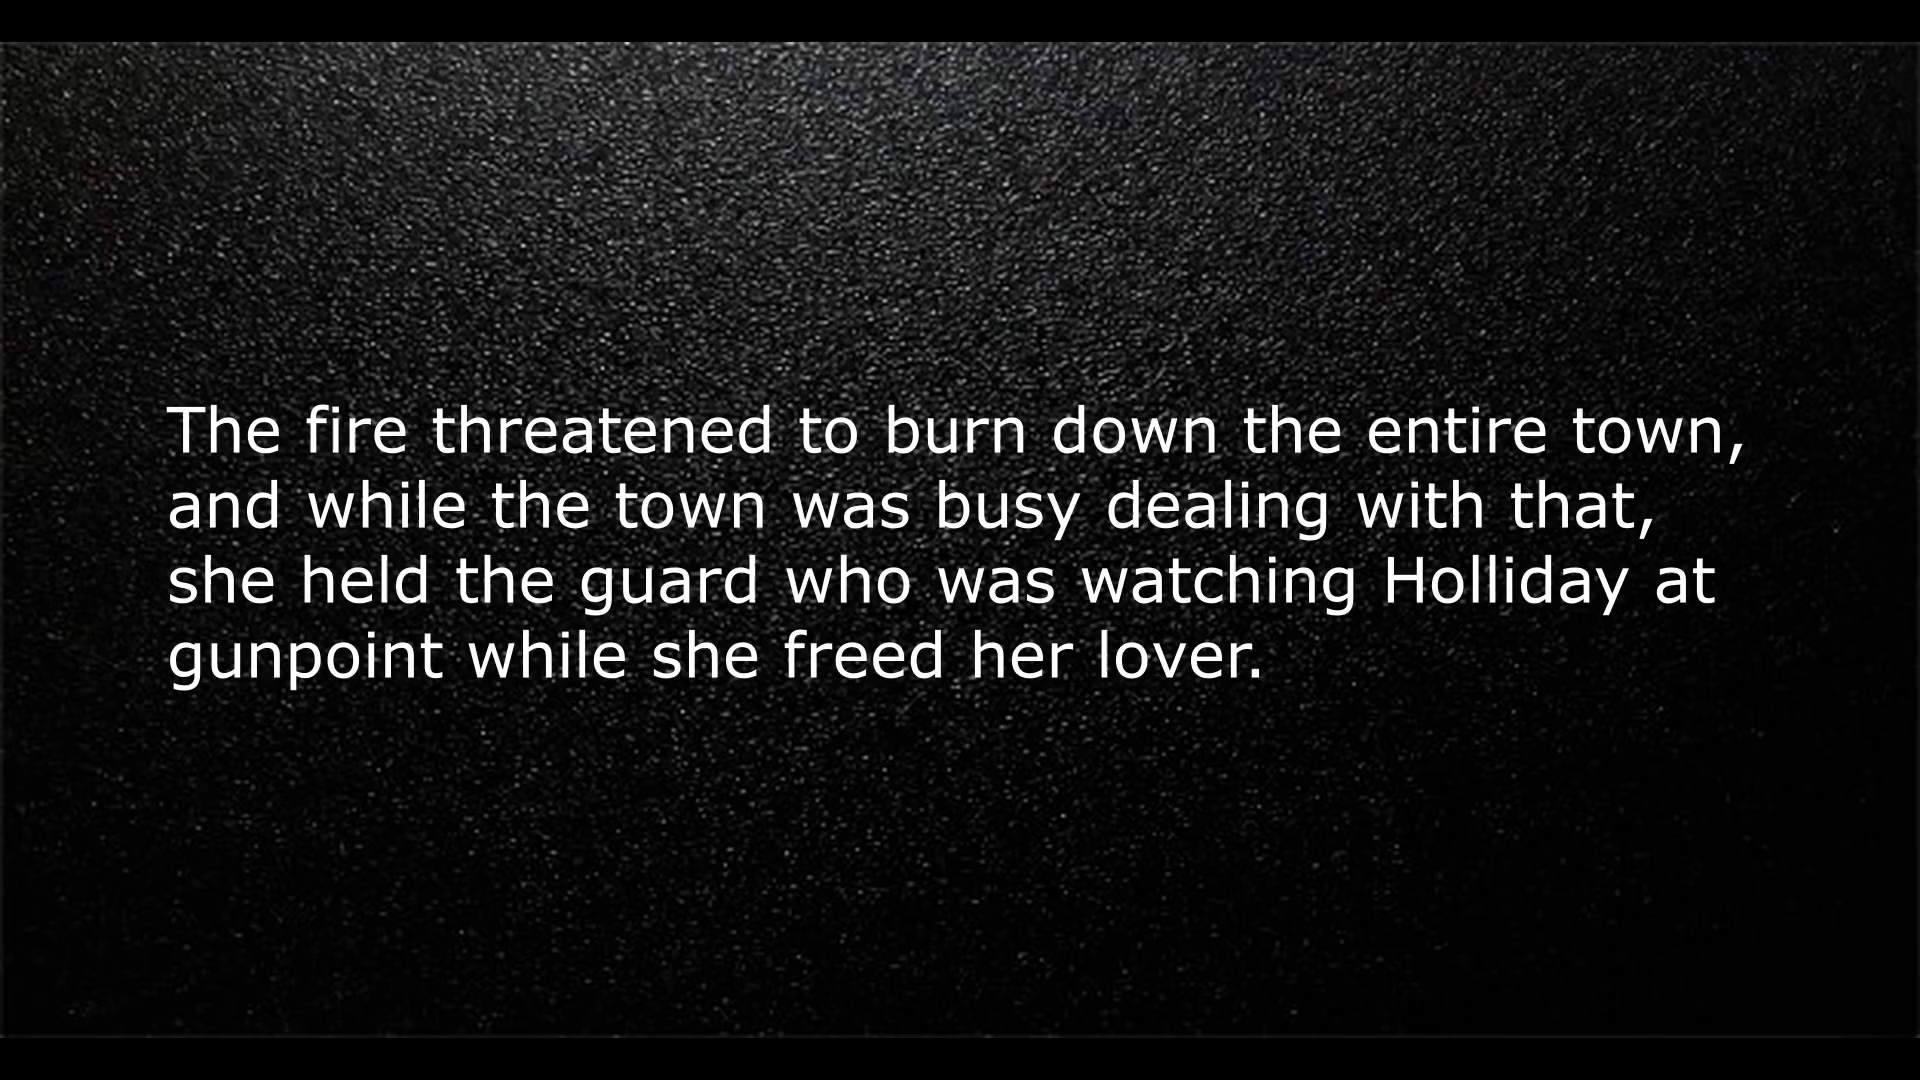 The fire threatened to burn down the entire town,
and while the town was busy dealing with that,
she held the guard who was watching Holliday at
gunpoint while she freed her lover.